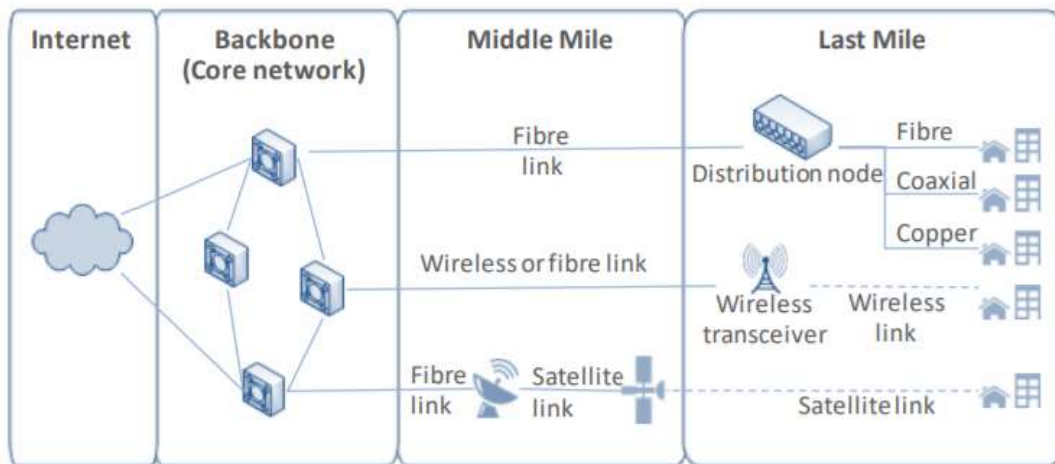 Internet
Backbone
(Core network)
Middle Mile
Last Mile
Fibre
link
Distribution node
Fibre
Coaxial
Copper
Wireless or fibre link
Wireless
transceiver
Wireless
link
Fibre
link
Satellite
link
Satellite link